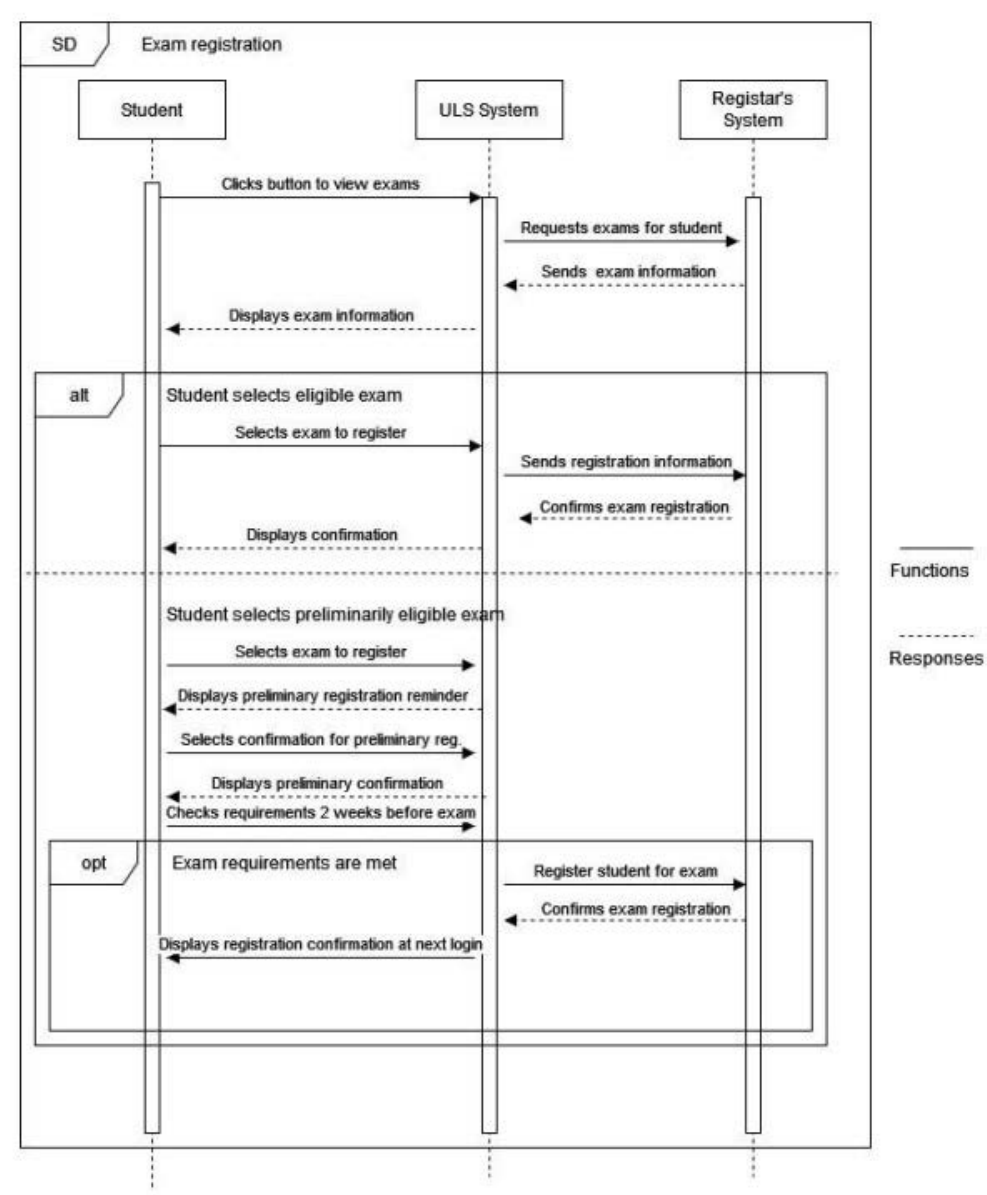 SD
Exam registration
Student
ULS System
Registar's
System
Clicks button to view exams
Requests exams for student
Sends exam information
Displays exam information
alt
Student selects eligible exam
Selects exam to register
Sends registration information
Confirms exam registration
Displays confirmation
Functions
Student selects preliminarily eligible exam
Selects exam to register
Responses
Displays preliminary registration reminder
Selects confirmation for preliminary reg.
Displays preliminary confirmation
Checks requirements 2 weeks before exam
opt
Exam requirements are met
Register student for exam
Confirms exam registration
Displays registration confirmation at next login